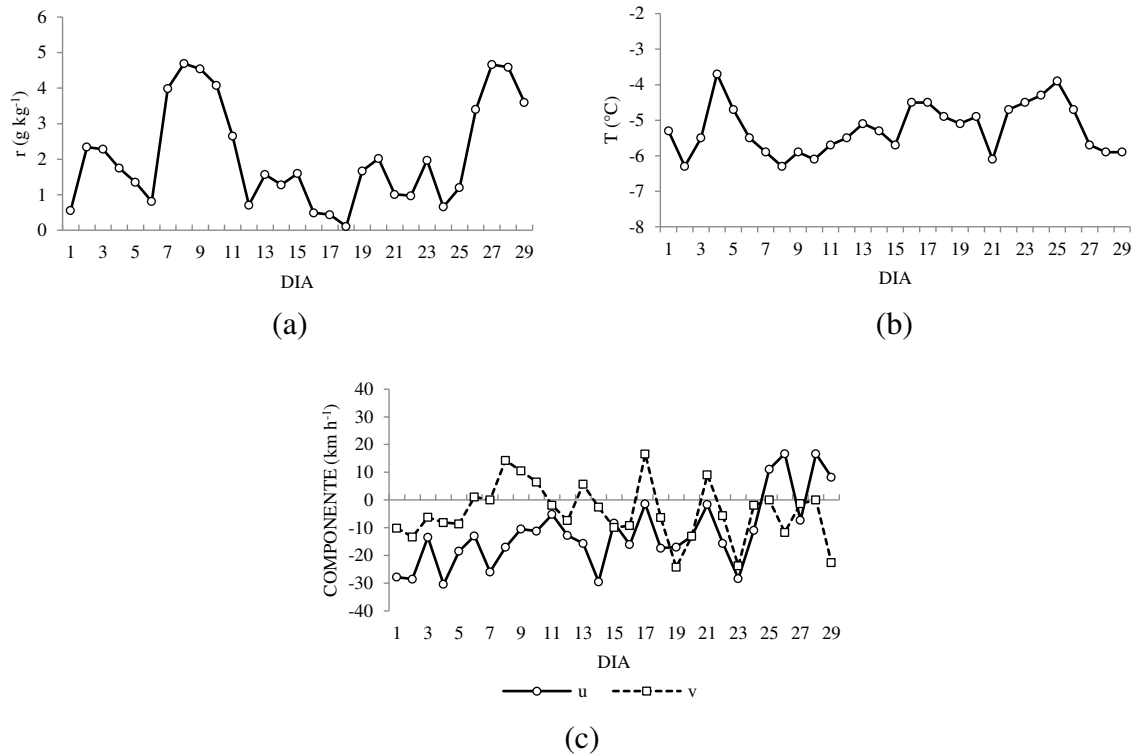 6
5
4
3
2
1
0
r (g kg⁻¹)
1 3 5 7 9 11 13 15 17 19 21 23 25 27 29
DIA
(a)
-2
-3
-4
-5
-6
-7
-8
T (°C)
1 3 5 7 9 11 13 15 17 19 21 23 25 27 29
DIA
(b)
40
30
20
10
0
-10
-20
-30
-40
COMPONENTE (km h⁻¹)
1 3 5 7 9 11 13 15 17 19 21 23 25 27 29
DIA
u v
(c)